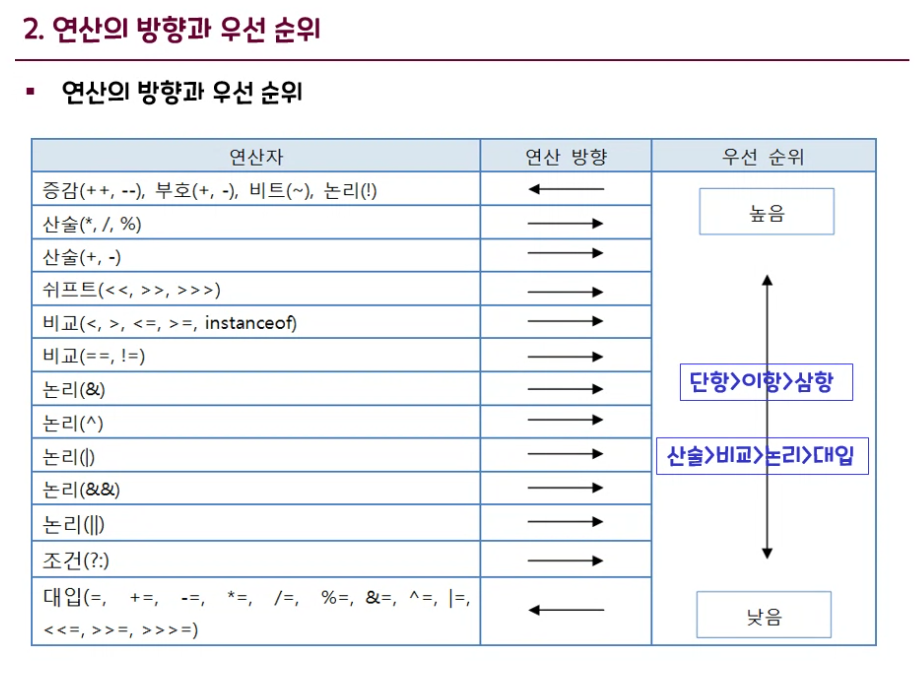 2. 연산의 방향과 우선 순위
▪ 연산의 방향과 우선 순위
연산자 연산 방향 우선 순위
증감(++, --), 부호(+, -), 비트(~), 논리(!)
높음
산술(*, /, %)
산술(+, -)
쉬프트(<<, >>, >>>)
비교(<, >, <=, >=, instanceof)
비교(==, !=)
단항>이항>삼항
논리(&)
논리(^)
논리(|)
산술>비교>논리>대입
논리(&&)
논리(||)
조건(?:)
대입(=, +=, -=, *=, /=, %=, &=, ^=, |=,
<<=, >>=, >>>=)
낮음